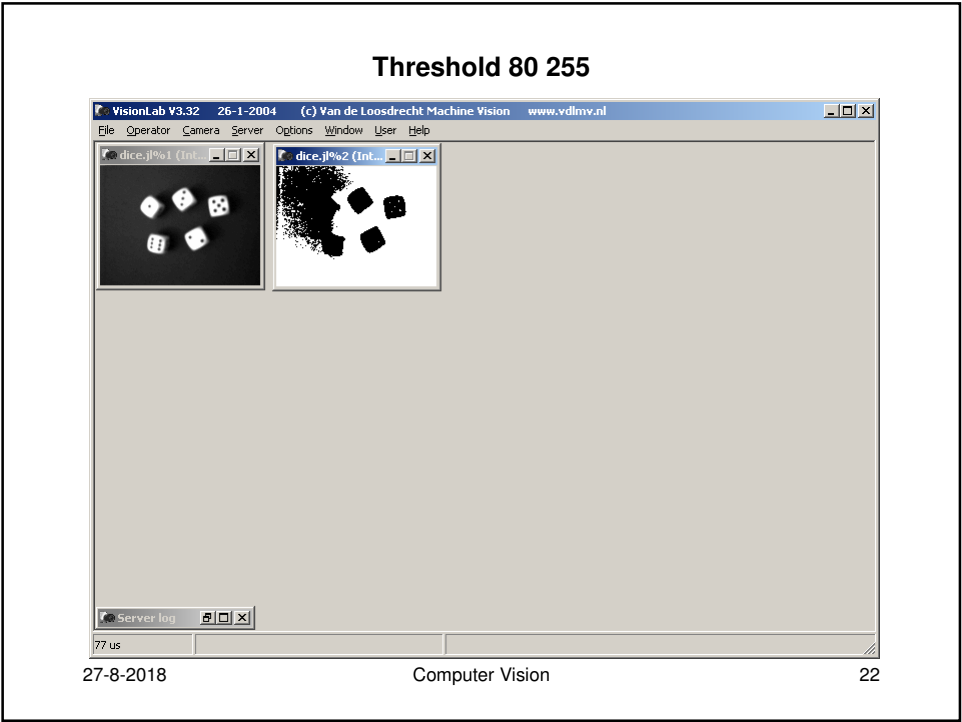 Threshold 80 255
VisionLab V3.32 26-1-2004 (c) Van de Loosdrecht Machine Vision www.vdlmv.nl
File Operator Camera Server Options Window User Help
dice.jl%1 (Int... dice.jl%2 (Int...
Server log
77 us
27-8-2018 Computer Vision 22